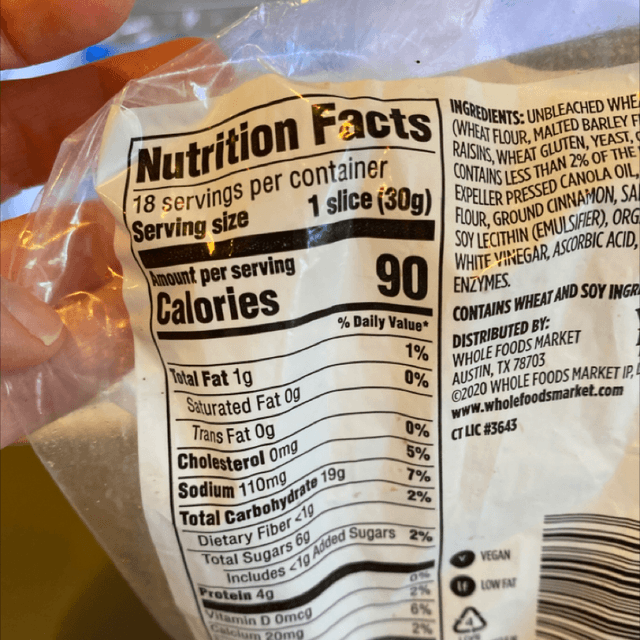 Nutrition Facts
18 servings per container
Serving size 1 slice (30g)
Amount per serving
Calories 90
% Daily Value*
Total Fat 1g 1%
Saturated Fat 0g 0%
Trans Fat 0g
Cholesterol 0mg 0%
Sodium 110mg 5%
Total Carbohydrate 19g 7%
Dietary Fiber <1g 2%
Total Sugars 6g
Includes <1g Added Sugars 2%
Protein 4g
Vitamin D 0mcg 0%
Calcium 20mg 2%
6%
2%
INGREDIENTS: UNBLEACHED
(WHEAT FLOUR, MALTED BARLEY
RAISINS, WHEAT GLUTEN, YEAST,
CONTAINS LESS THAN 2% OF THE
EXPELLER PRESSED CANOLA OIL,
FLOUR, GROUND CINNAMON,
SOY LECITHIN (EMULSIFIER),
WHITE VINEGAR, ASCORBIC ACID,
ENZYMES.
CONTAINS WHEAT AND SOY
DISTRIBUTED BY:
WHOLE FOODS MARKET
AUSTIN, TX 78703
©2020 WHOLE FOODS MARKET IP,
www.wholefoodsmarket.com
CT LIC #3643
VEGAN
LOW FAT
4